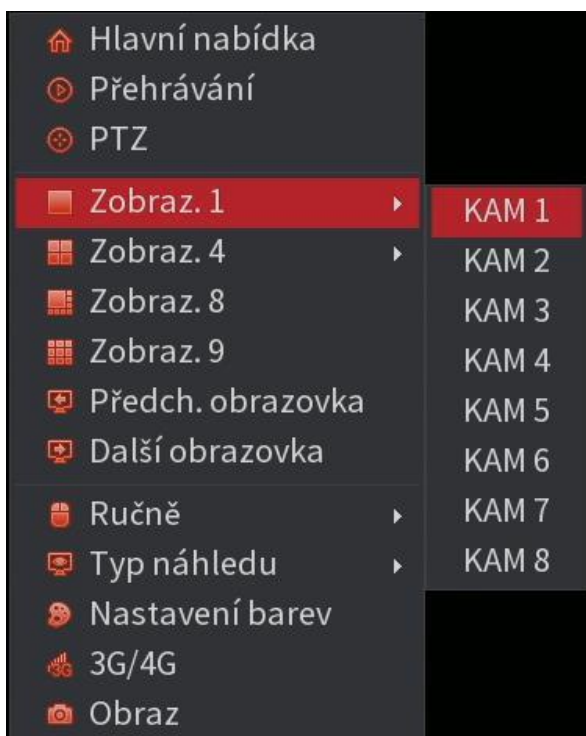 Hlavní nabídka
Přehrávání
PTZ
Zobraz. 1
Zobraz. 4
Zobraz. 8
Zobraz. 9
Předch. obrazovka
Další obrazovka
Ručně
Typ náhledu
Nastavení barev
3G/4G
Obraz
KAM 1
KAM 2
KAM 3
KAM 4
KAM 5
KAM 6
KAM 7
KAM 8